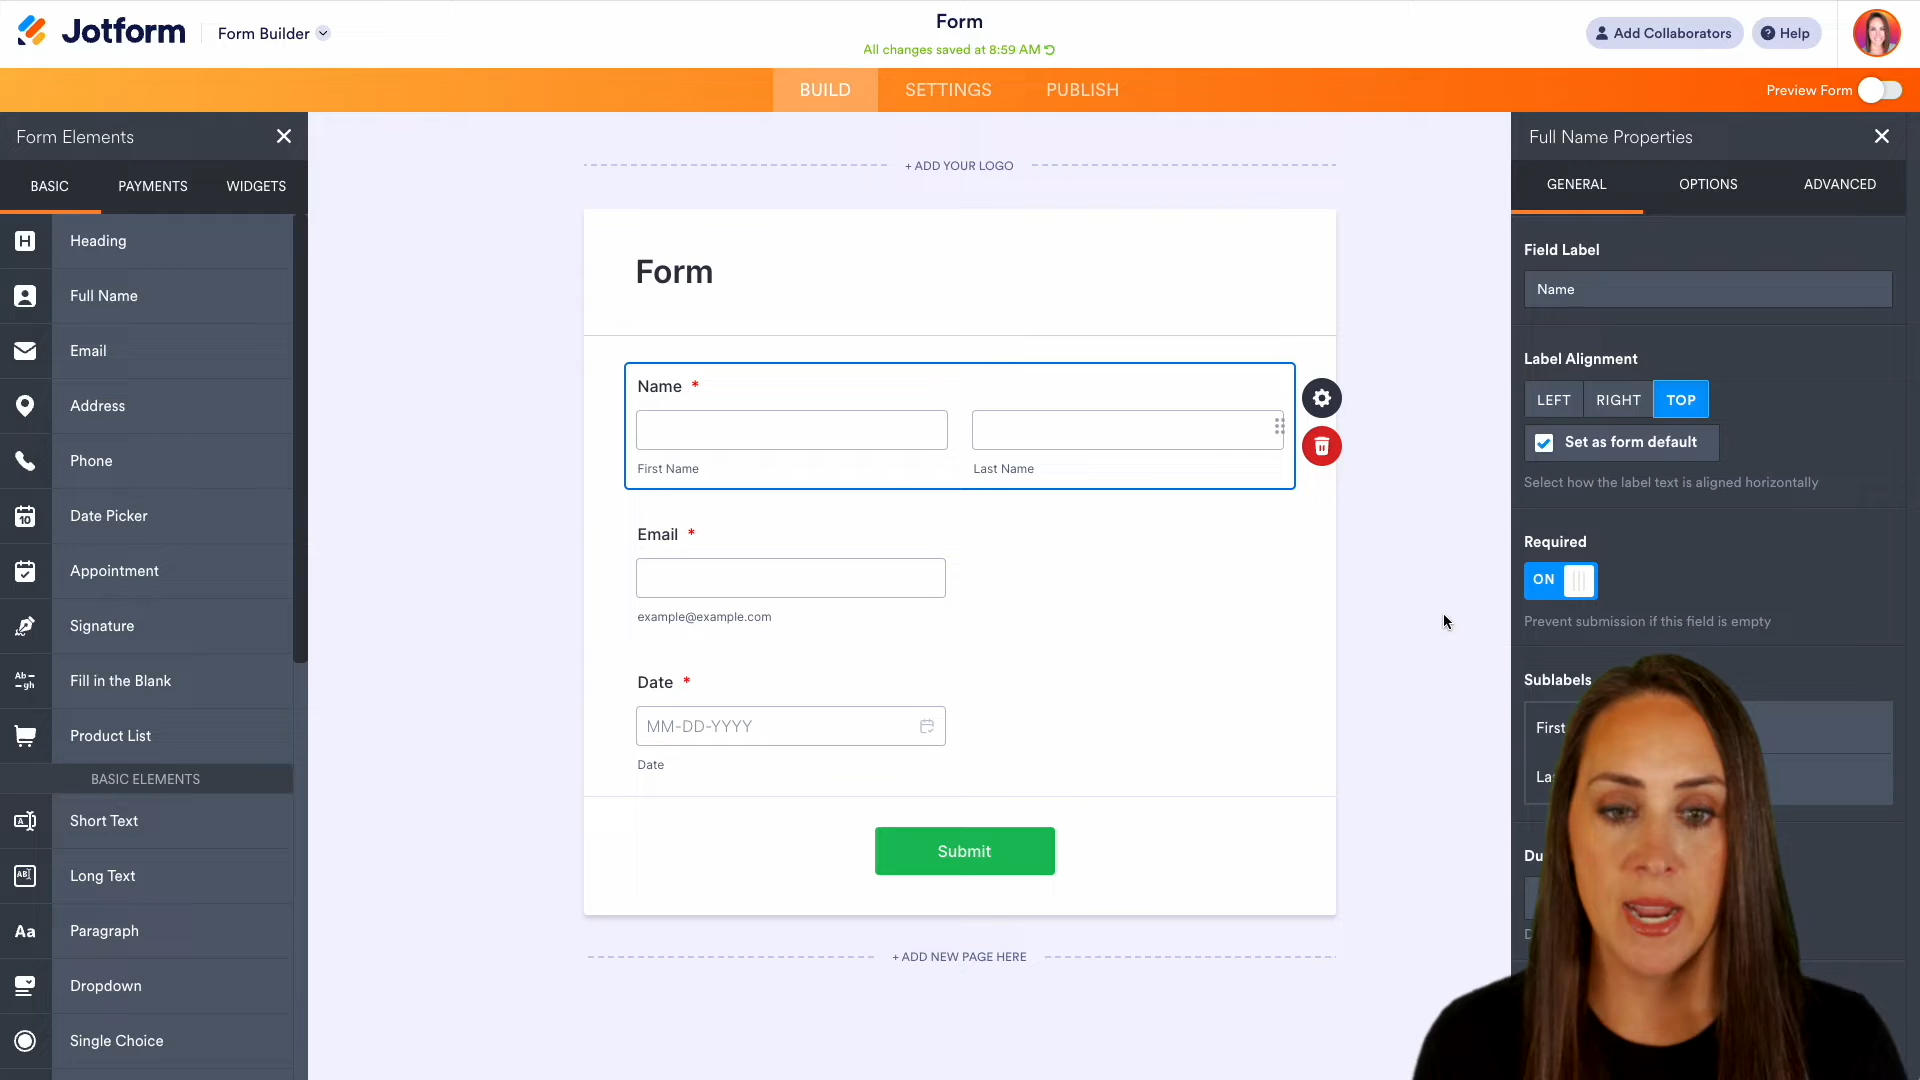 Jotform
Form Builder
Form
All changes saved at 8:59 AM
Add Collaborators
Help
BUILD
SETTINGS
PUBLISH
Preview Form
Form Elements
BASIC
PAYMENTS
WIDGETS
Heading
Full Name
Email
Address
Phone
10
Date Picker
Appointment
Signature
Ab
gh
Fill in the Blank
Product List
BASIC ELEMENTS
Short Text
Long Text
Aa
Paragraph
Dropdown
Single Choice
+ ADD YOUR LOGO
Form
Name *
First Name
Last Name
Email *
example@example.com
Date *
MM-DD-YYYY
Date
Submit
+ ADD NEW PAGE HERE
Full Name Properties
GENERAL
OPTIONS
ADVANCED
Field Label
Name
Label Alignment
LEFT
RIGHT
TOP
Set as form default
Select how the label text is aligned horizontally
Required
ON
Prevent submission if this field is empty
Sublabels
First